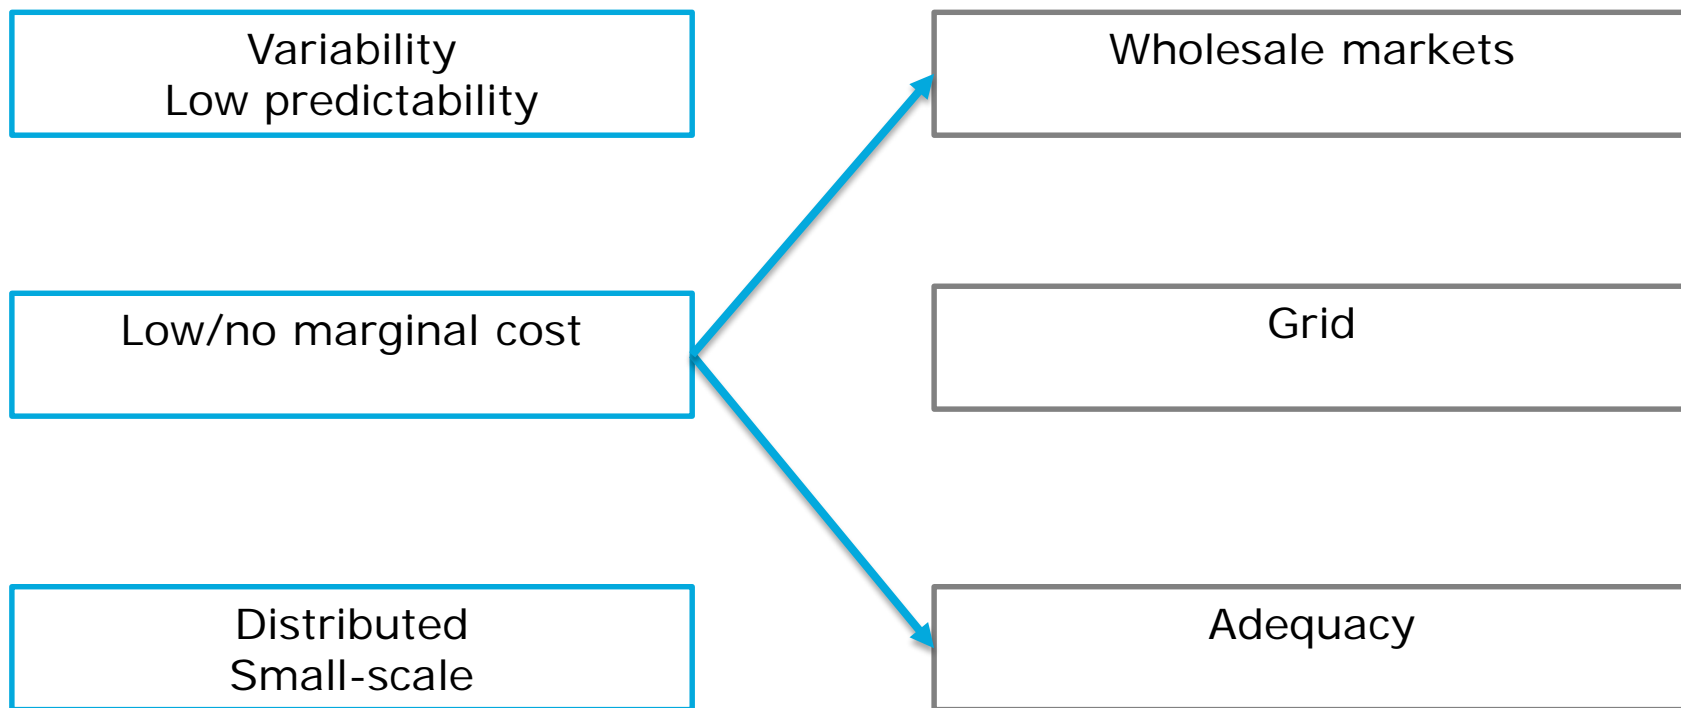 Variability
Low predictability
Wholesale markets
Low/no marginal cost
Grid
Distributed
Small-scale
Adequacy